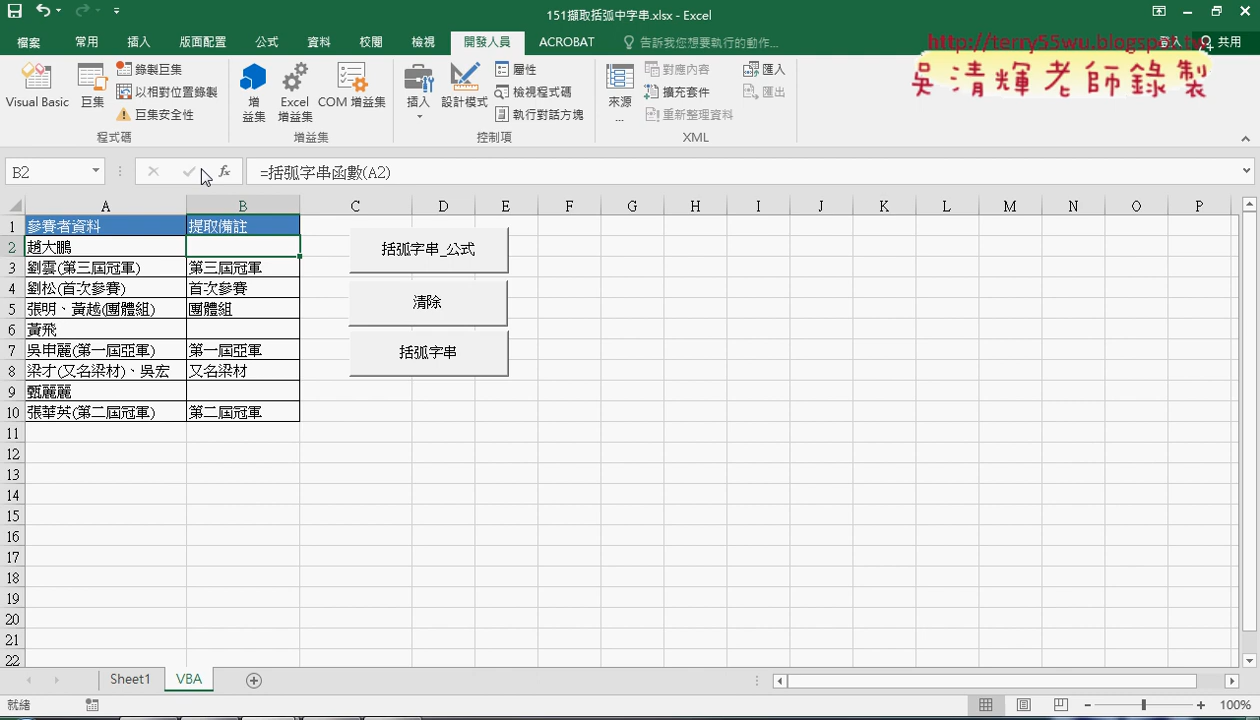 151擷取括弧中字串.xlsx - Excel
檔案 常用 插入 版面配置 公式 資料 校閱 檢視 開發人員 ACROBAT 告訴我您想要執行的動作... 登入 共用
http://terry55wu.blogspot.tw
吳清輝老師錄製
Visual Basic 巨集 錄製巨集 以相對位置錄製 巨集安全性
增益集 Excel 增益集 COM 增益集
插入 設計模式 屬性 檢視程式碼 執行對話方塊
來源... 對應內容 擴充套件 重新整理資料 匯入 匯出
程式碼 增益集 控制項 XML
B2 fx =括弧字串函數(A2)
A B C D E F G H I J K L M N O P
1 參賽者資料 提取備註
2 趙大鵬
3 劉雲(第三屆冠軍) 第三屆冠軍
4 劉松(首次參賽) 首次參賽
5 張明、黃越(團體組) 團體組
6 黃飛
7 吳申麗(第一屆亞軍) 第一屆亞軍
8 梁才(又名梁材)、吳宏 又名梁材
9 甄麗麗
10 張華英(第二屆冠軍) 第二屆冠軍
11
12
13
14
15
16
17
18
19
20
21
22
括弧字串_公式
清除
括弧字串
Sheet1 VBA
就緒 100%